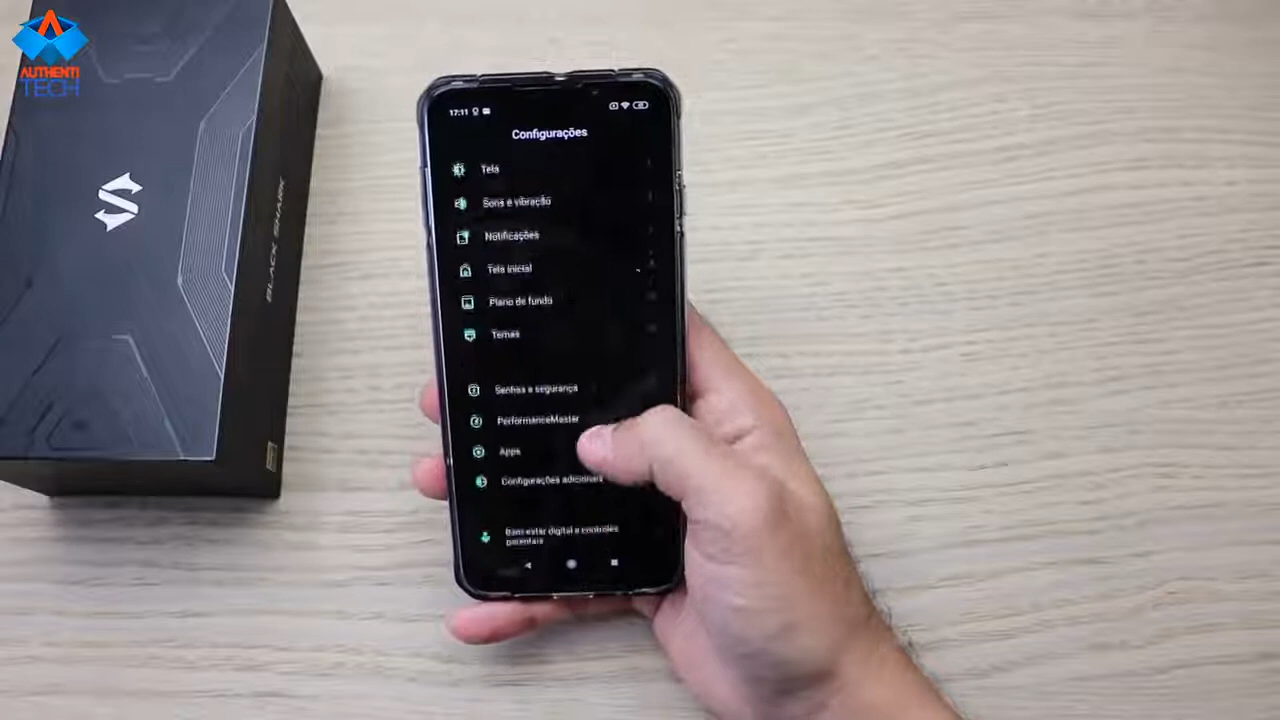 AUTHENTI
TECH
BLACK SHARK
17:11
Configurações
Tela
Sons e vibração
Notificações
Tela inicial
Plano de fundo
Temas
Senhas e segurança
PerformanceMaster
Apps
Configurações adicionais
Bem-estar digital e controles
parentais